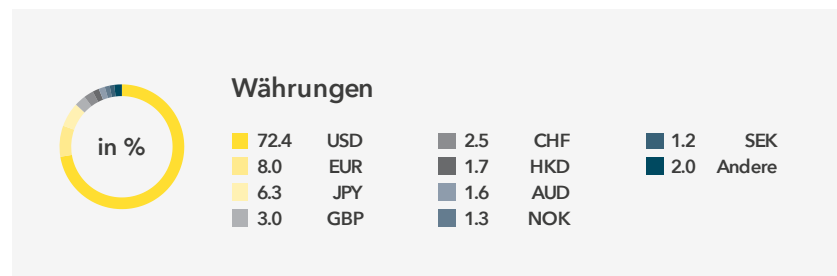 Währungen
in %
72.4 USD
8.0 EUR
6.3 JPY
3.0 GBP
2.5 CHF
1.7 HKD
1.6 AUD
1.3 NOK
1.2 SEK
2.0 Andere